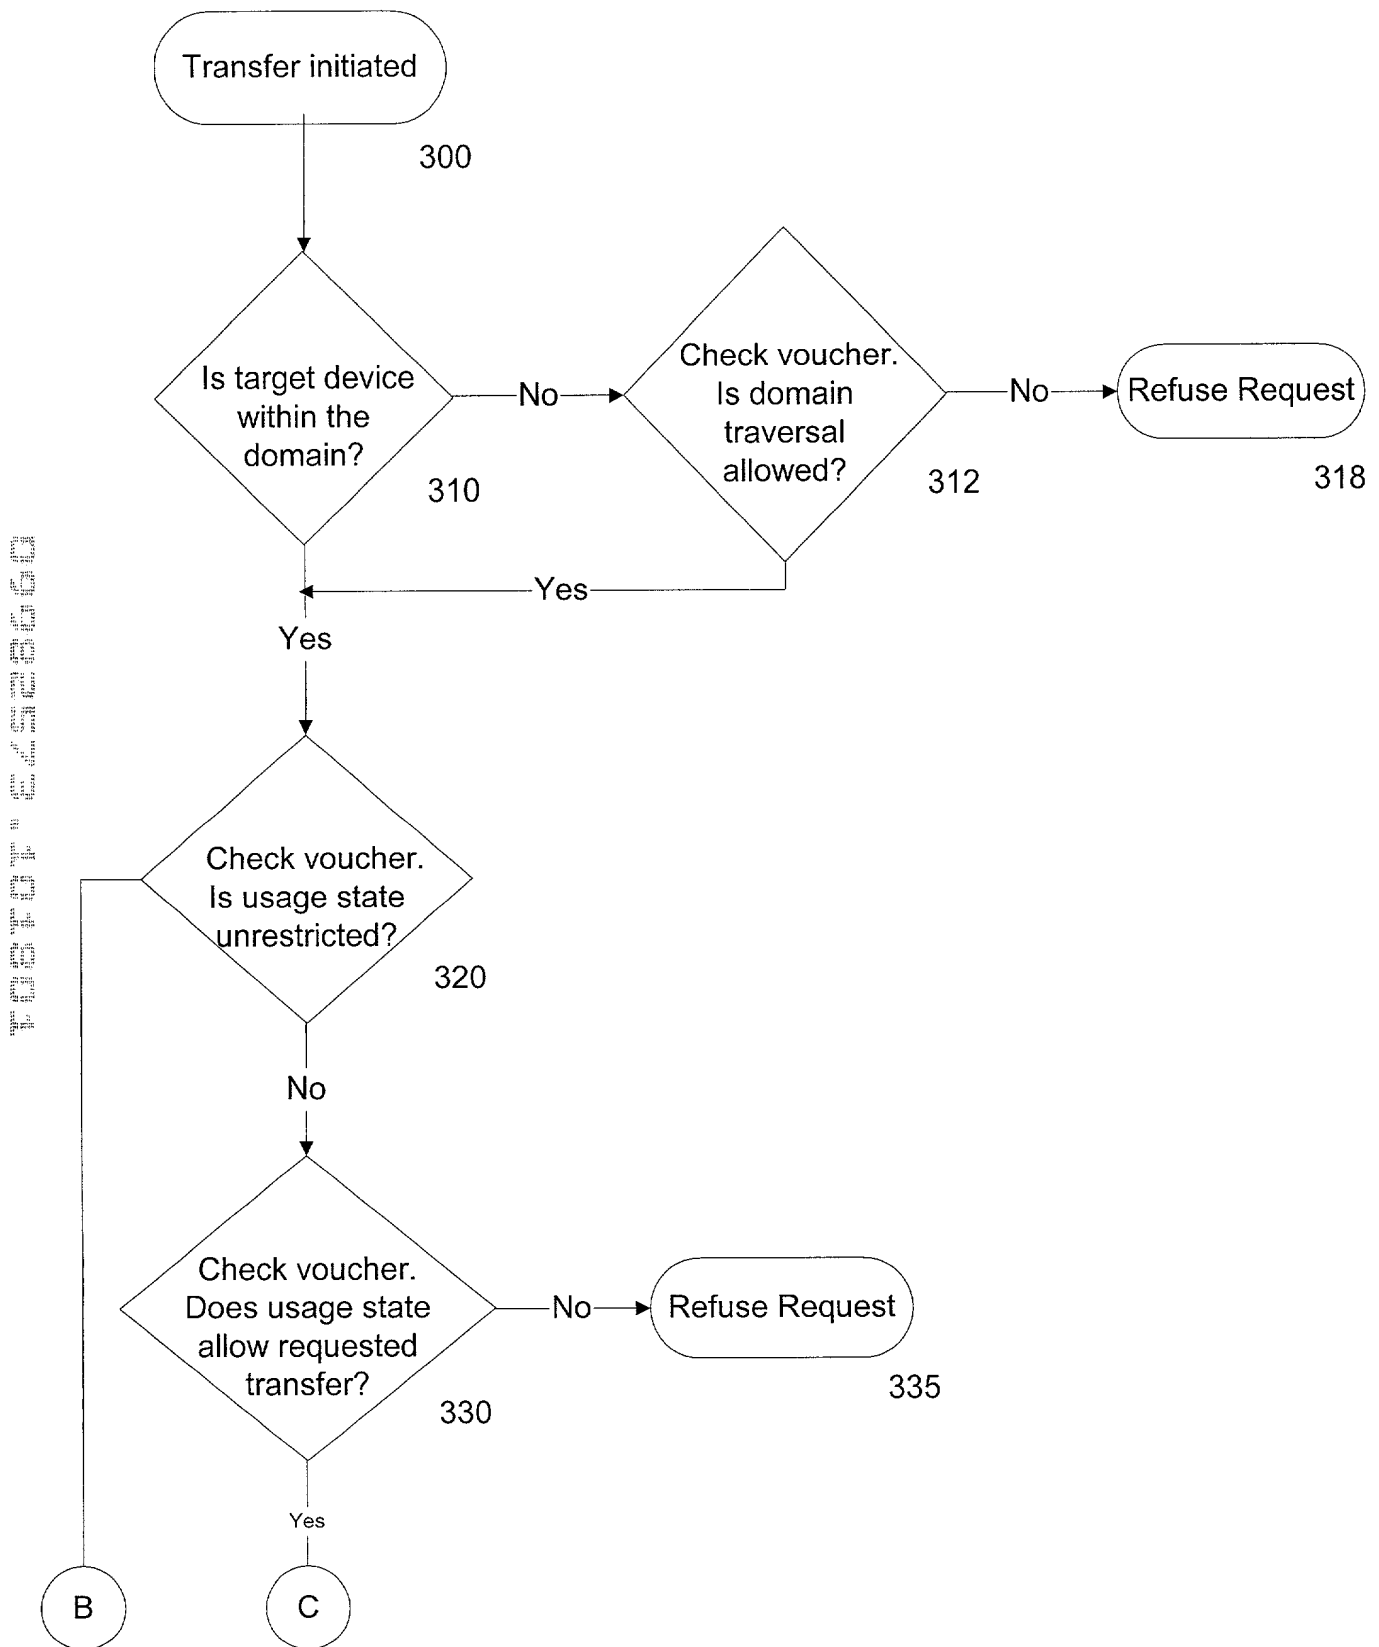 Transfer initiated
300
Is target device
within the
domain?
310
No
Check voucher.
Is domain
traversal
allowed?
312
No
Refuse Request
318
Yes
Yes
Check voucher.
Is usage state
unrestricted?
320
No
Check voucher.
Does usage state
allow requested
transfer?
330
No
Refuse Request
335
Yes
B
C